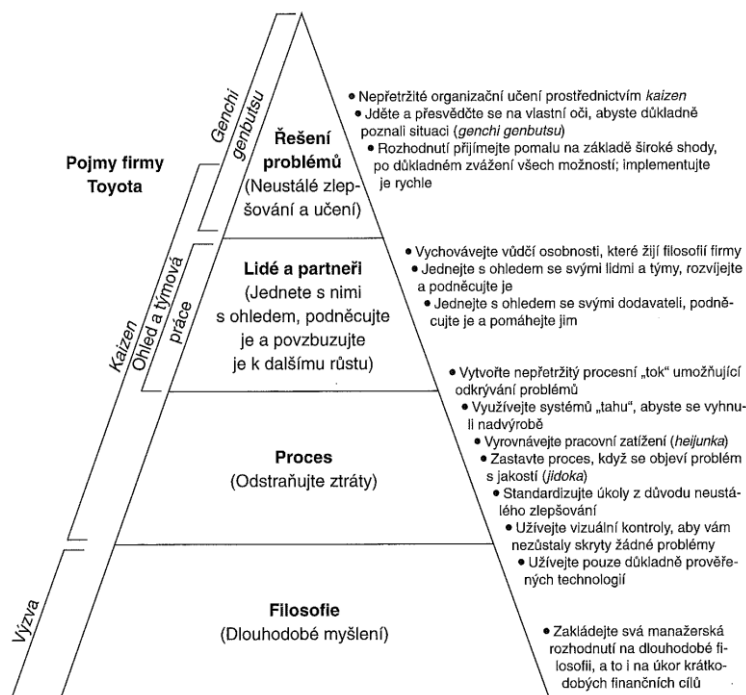 Pojmy firmy
Toyota
Genchi
genbutsu
Kaizen
Ohled a týmová
práce
Výzva
Řešení
problémů
(Neustálé zlep-
šování a učení)
• Nepřetržité organizační učení prostřednictvím kaizen
• Jděte a přesvědčte se na vlastní oči, abyste důkladně
poznali situaci (genchi genbutsu)
• Rozhodnutí přijímejte pomalu na základě široké shody,
po důkladném zvážení všech možností; implementujte
je rychle
Lidé a partneři
(Jednete s nimi
s ohledem, podněcujte
je a povzbuzujte
je k dalšímu růstu)
• Vychovávejte vůdčí osobnosti, které žijí filosofií firmy
• Jednejte s ohledem se svými lidmi a týmy, rozvíjejte
a podněcujte je
• Jednejte s ohledem se svými dodavateli, podně-
cujte je a pomáhejte jim
Proces
(Odstraňujte ztráty)
• Vytvořte nepřetržitý procesní „tok“ umožňující
odkrývání problémů
• Využívejte systémů „tahu“, abyste se vyhnu-
li nadvýrobě
• Vyrovnávejte pracovní zatížení (heijunka)
• Zastavte proces, když se objeví problém
s jakostí (jidoka)
• Standardizujte úkoly z důvodu neustá-
lého zlepšování
• Užívejte vizuální kontroly, aby vám
nezůstaly skryty žádné problémy
• Užívejte pouze důkladně prověře-
ných technologií
Filosofie
(Dlouhodobé myšlení)
• Zakládejte svá manažerská
rozhodnutí na dlouhodobé fi-
losofii, a to i na úkor krátko-
dobých finančních cílů